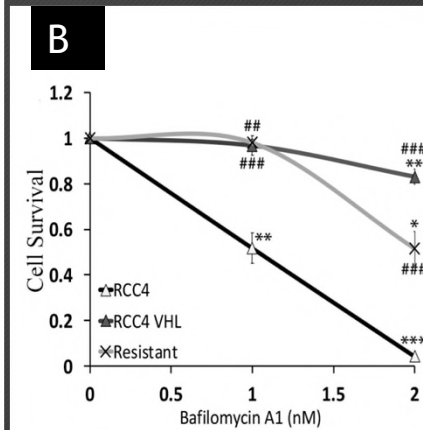 B
1.2
1
0.8
0.6
0.4
0.2
0
Cell Survival
##
###
**
###
**
*
###
***
RCC4
RCC4 VHL
Resistant
0 0.5 1 1.5 2
Bafilomycin A1 (nM)